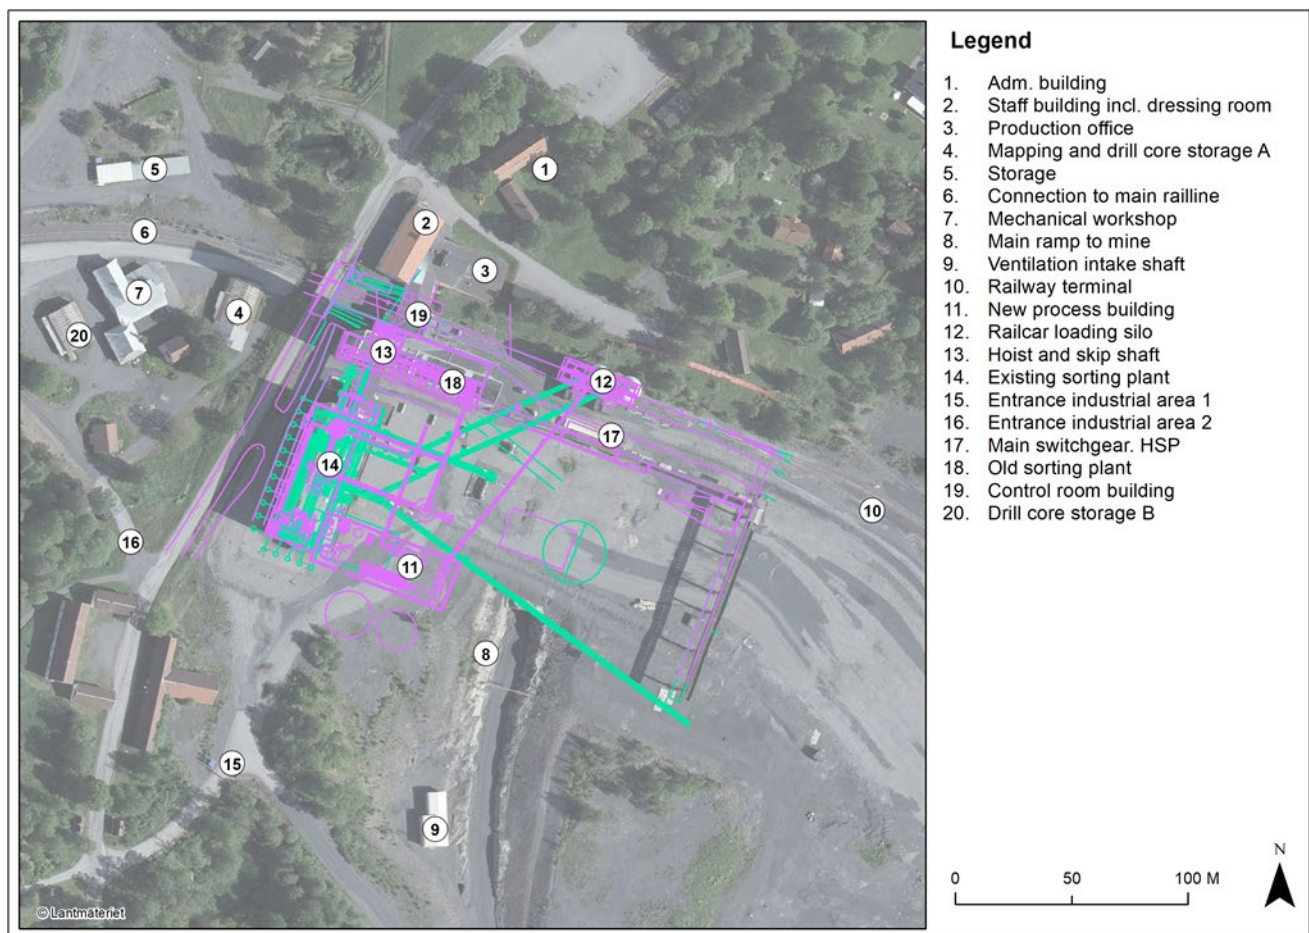 Legend
1. Adm. building
2. Staff building incl. dressing room
3. Production office
4. Mapping and drill core storage A
5. Storage
6. Connection to main railline
7. Mechanical workshop
8. Main ramp to mine
9. Ventilation intake shaft
10. Railway terminal
11. New process building
12. Railcar loading silo
13. Hoist and skip shaft
14. Existing sorting plant
15. Entrance industrial area 1
16. Entrance industrial area 2
17. Main switchgear. HSP
18. Old sorting plant
19. Control room building
20. Drill core storage B
1
5
2
6
3
7
4
19
20
13
12
18
17
14
10
16
11
8
15
9
N
0 50 100 M
© Lantmäteriet